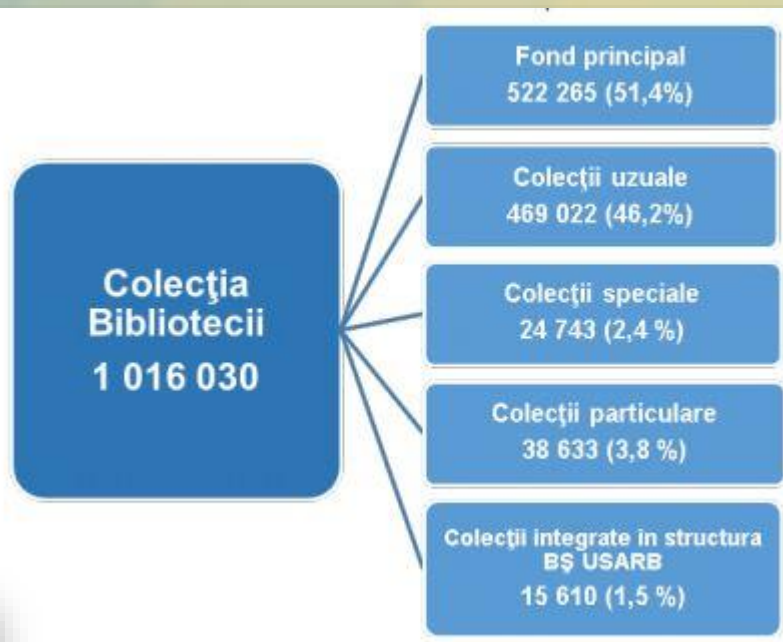 Colecţia
Bibliotecii
1 016 030
Fond principal
522 265 (51,4%)
Colecţii uzuale
469 022 (46,2%)
Colecţii speciale
24 743 (2,4 %)
Colecţii particulare
38 633 (3,8 %)
Colecţii integrate in structura
BŞ USARB
15 610 (1,5 %)